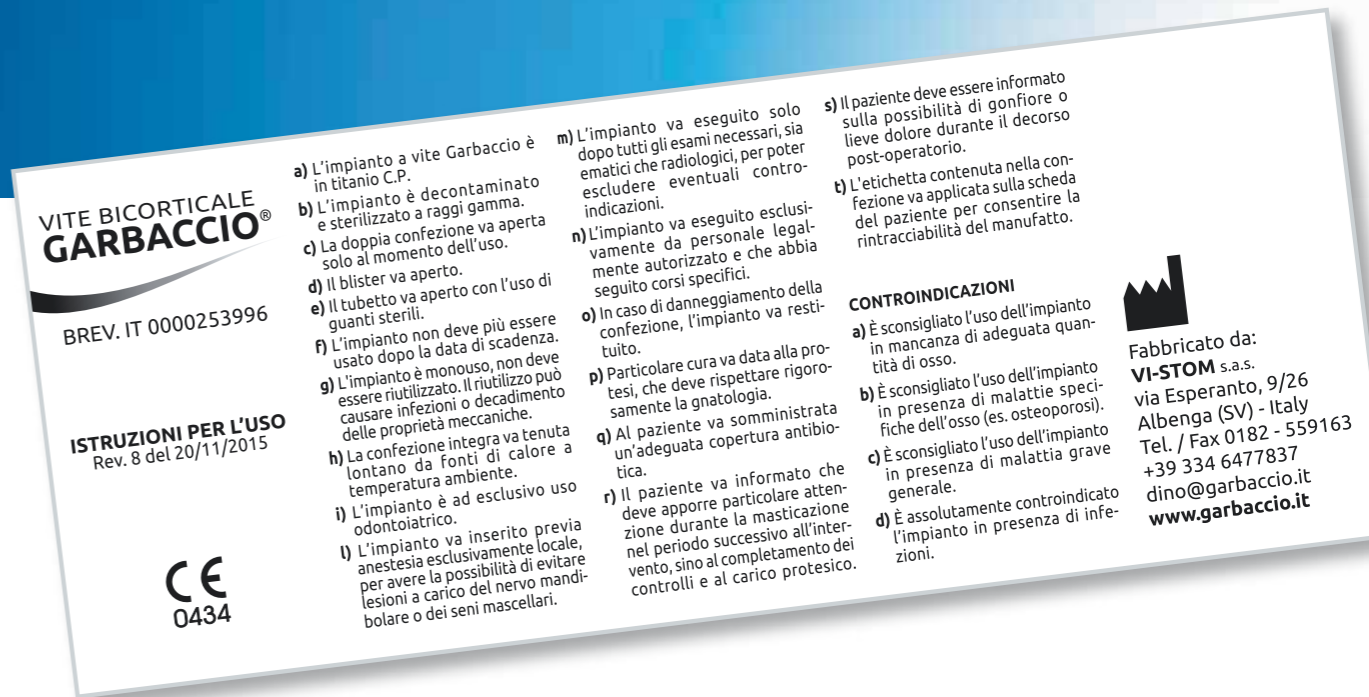 VITE BICORTICALE
GARBACCIO®
BREV. IT 0000253996
ISTRUZIONI PER L'USO
Rev. 8 del 20/11/2015
CE
0434
a) L'impianto a vite Garbaccio è
in titanio C.P.
b) L'impianto è decontaminato
e sterilizzato a raggi gamma.
c) La doppia confezione va aperta
solo al momento dell'uso.
d) Il blister va aperto.
e) Il tubetto va aperto con l'uso di
guanti sterili.
f) L'impianto non deve più essere
usato dopo la data di scadenza.
g) L'impianto è monouso, non deve
essere riutilizzato. Il riutilizzo può
causare infezioni o decadimento
delle proprietà meccaniche.
h) La confezione integra va tenuta
lontano da fonti di calore a
temperatura ambiente.
i) L'impianto è ad esclusivo uso
odontoiatrico.
l) L'impianto va inserito previa
anestesia esclusivamente locale,
per avere la possibilità di evitare
lesioni a carico del nervo mandi-
bolare o dei seni mascellari.
m) L'impianto va eseguito solo
dopo tutti gli esami necessari, sia
ematici che radiologici, per poter
escludere eventuali contro-
indicazioni.
n) L'impianto va eseguito esclusi-
vamente da personale legal-
mente autorizzato e che abbia
seguito corsi specifici.
o) In caso di danneggiamento della
confezione, l'impianto va resti-
tuito.
p) Particolare cura va data alla pro-
tesi, che deve rispettare rigoro-
samente la gnatologia.
q) Al paziente va somministrata
un'adeguata copertura antibio-
tica.
r) Il paziente va informato che
deve apporre particolare atten-
zione durante la masticazione
nel periodo successivo all'inter-
vento, sino al completamento dei
controlli e al carico protesico.
s) Il paziente deve essere informato
sulla possibilità di gonfiore o
lieve dolore durante il decorso
post-operatorio.
t) L'etichetta contenuta nella con-
fezione va applicata sulla scheda
del paziente per consentire la
rintracciabilità del manufatto.
CONTROINDICAZIONI
a) È sconsigliato l'uso dell'impianto
in mancanza di adeguata quan-
tità di osso.
b) È sconsigliato l'uso dell'impianto
in presenza di malattie speci-
fiche dell'osso (es. osteoporosi).
c) È sconsigliato l'uso dell'impianto
in presenza di malattia grave
generale.
d) È assolutamente controindicato
l'impianto in presenza di infe-
zioni.
Fabbricato da:
VI-STOM s.a.s.
via Esperanto, 9/26
Albenga (SV) - Italy
Tel. / Fax 0182 - 559163
+39 334 6477837
dino@garbaccio.it
www.garbaccio.it